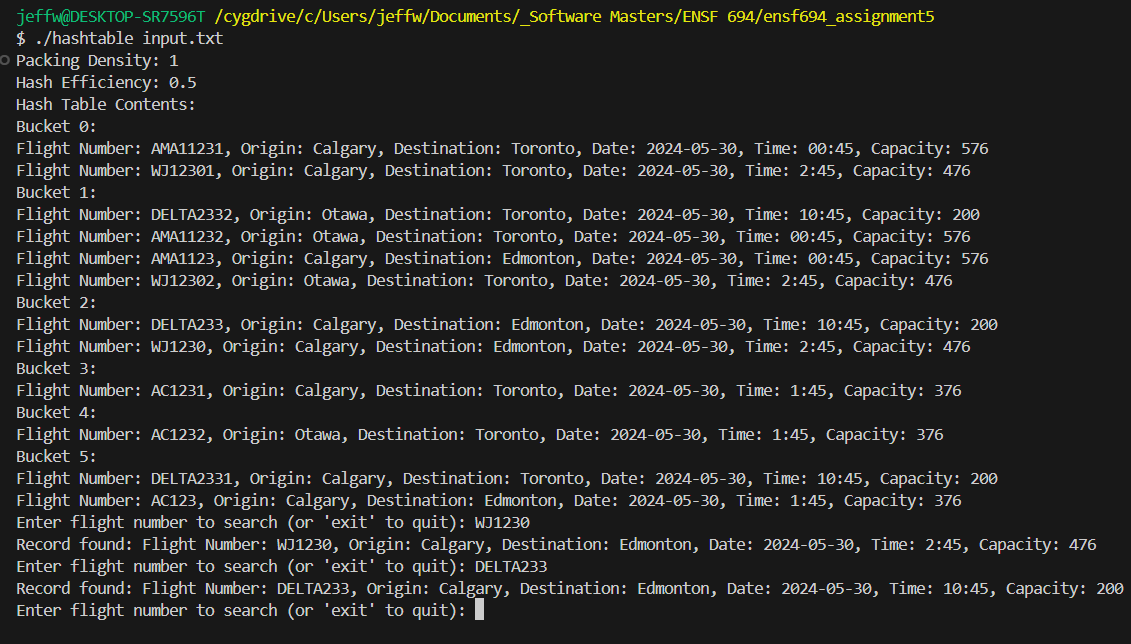 jeffw@DESKTOP-SR7596T /cygdrive/c/Users/jeffw/Documents/_Software Masters/ENSF 694/ensf694_assignment5
$ ./hashtable input.txt
Packing Density: 1
Hash Efficiency: 0.5
Hash Table Contents:
Bucket 0:
Flight Number: AMA11231, Origin: Calgary, Destination: Toronto, Date: 2024-05-30, Time: 00:45, Capacity: 576
Flight Number: WJ12301, Origin: Calgary, Destination: Toronto, Date: 2024-05-30, Time: 2:45, Capacity: 476
Bucket 1:
Flight Number: DELTA2332, Origin: Otawa, Destination: Toronto, Date: 2024-05-30, Time: 10:45, Capacity: 200
Flight Number: AMA11232, Origin: Otawa, Destination: Toronto, Date: 2024-05-30, Time: 00:45, Capacity: 576
Flight Number: AMA1123, Origin: Calgary, Destination: Edmonton, Date: 2024-05-30, Time: 00:45, Capacity: 576
Flight Number: WJ12302, Origin: Otawa, Destination: Toronto, Date: 2024-05-30, Time: 2:45, Capacity: 476
Bucket 2:
Flight Number: DELTA233, Origin: Calgary, Destination: Edmonton, Date: 2024-05-30, Time: 10:45, Capacity: 200
Flight Number: WJ1230, Origin: Calgary, Destination: Edmonton, Date: 2024-05-30, Time: 2:45, Capacity: 476
Bucket 3:
Flight Number: AC1231, Origin: Calgary, Destination: Toronto, Date: 2024-05-30, Time: 1:45, Capacity: 376
Bucket 4:
Flight Number: AC1232, Origin: Otawa, Destination: Toronto, Date: 2024-05-30, Time: 1:45, Capacity: 376
Bucket 5:
Flight Number: DELTA2331, Origin: Calgary, Destination: Toronto, Date: 2024-05-30, Time: 10:45, Capacity: 200
Flight Number: AC123, Origin: Calgary, Destination: Edmonton, Date: 2024-05-30, Time: 1:45, Capacity: 376
Enter flight number to search (or 'exit' to quit): WJ1230
Record found: Flight Number: WJ1230, Origin: Calgary, Destination: Edmonton, Date: 2024-05-30, Time: 2:45, Capacity: 476
Enter flight number to search (or 'exit' to quit): DELTA233
Record found: Flight Number: DELTA233, Origin: Calgary, Destination: Edmonton, Date: 2024-05-30, Time: 10:45, Capacity: 200
Enter flight number to search (or 'exit' to quit):